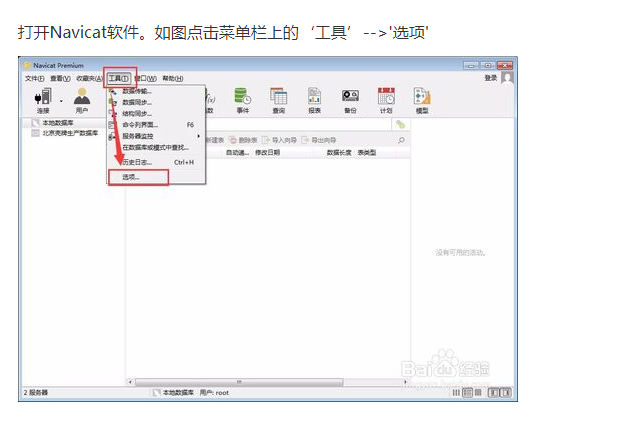 打开Navicat软件。如图点击菜单栏上的‘工具’-->'选项'
Navicat Premium
文件(F) 查看(V) 收藏夹(A) 工具(T) 窗口(W) 帮助(H)
登录
连接 用户 事件 查询 报表 备份 计划 模型
本地数据库
北京壳牌生产数据库
数据传输...
数据同步...
结构同步...
命令列界面... F6
服务器监控
在数据库或模式中查找...
历史日志... Ctrl+H
选项...
删除表 导入向导 导出向导
自动递... 修改日期 数据长度 表类型
没有可用的活动。
Baidu经验
2 服务器 本地数据库 用户: root